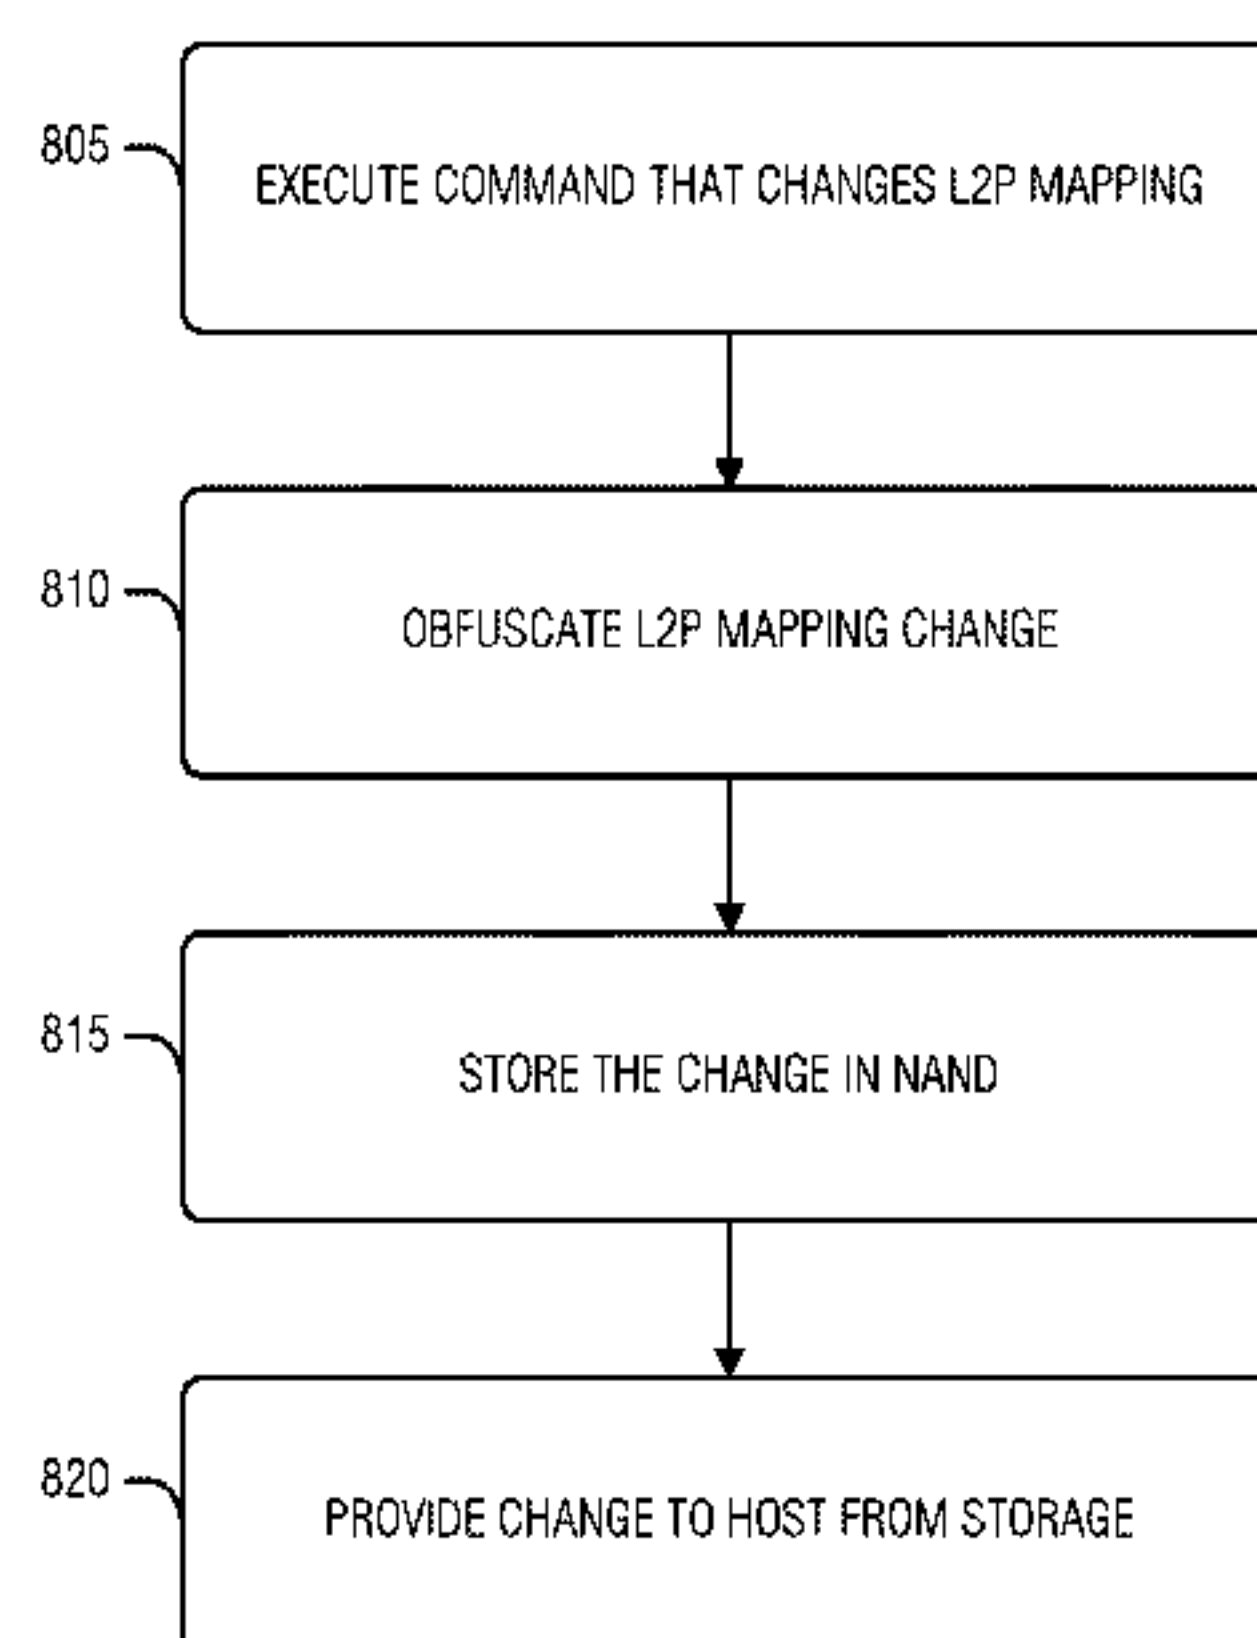 805
EXECUTE COMMAND THAT CHANGES L2P MAPPING
810
OBFUSCATE L2P MAPPING CHANGE
815
STORE THE CHANGE IN NAND
820
PROVIDE CHANGE TO HOST FROM STORAGE